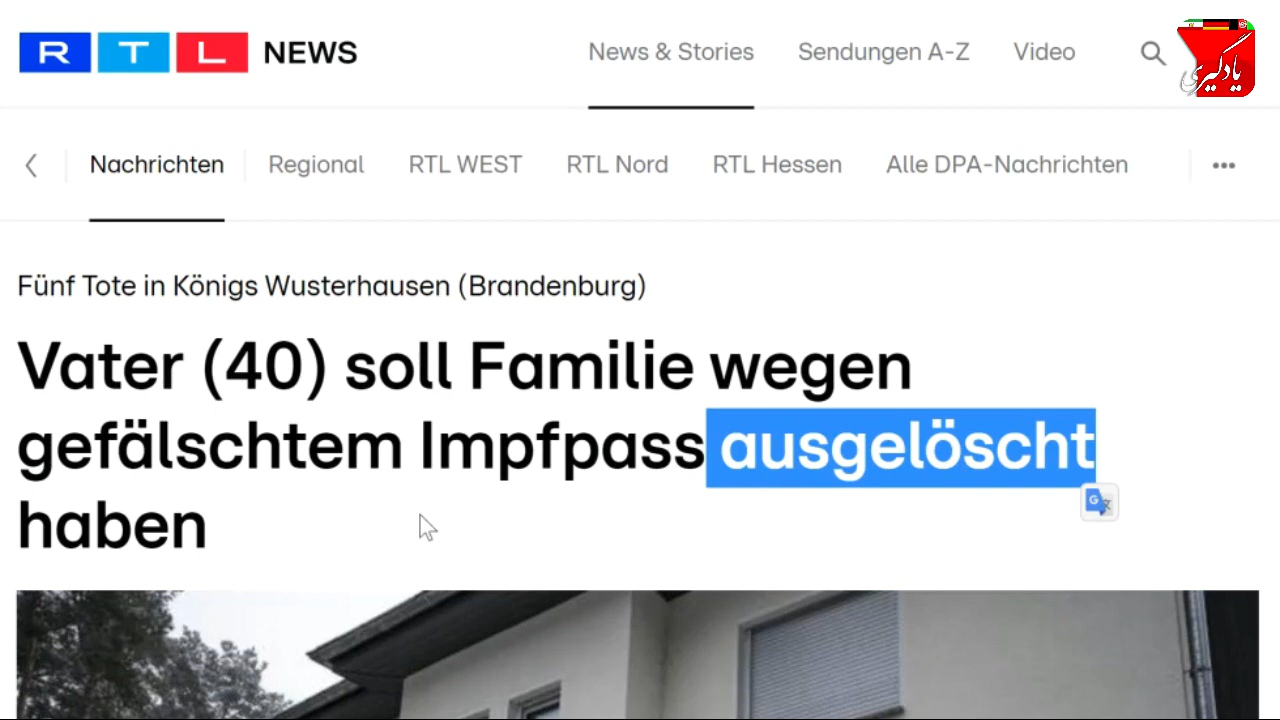 RTL NEWS
News & Stories Sendungen A-Z Video
یادگیری
Nachrichten Regional RTL WEST RTL Nord RTL Hessen Alle DPA-Nachrichten
Fünf Tote in Königs Wusterhausen (Brandenburg)
Vater (40) soll Familie wegen
gefälschtem Impfpass ausgelöscht
haben